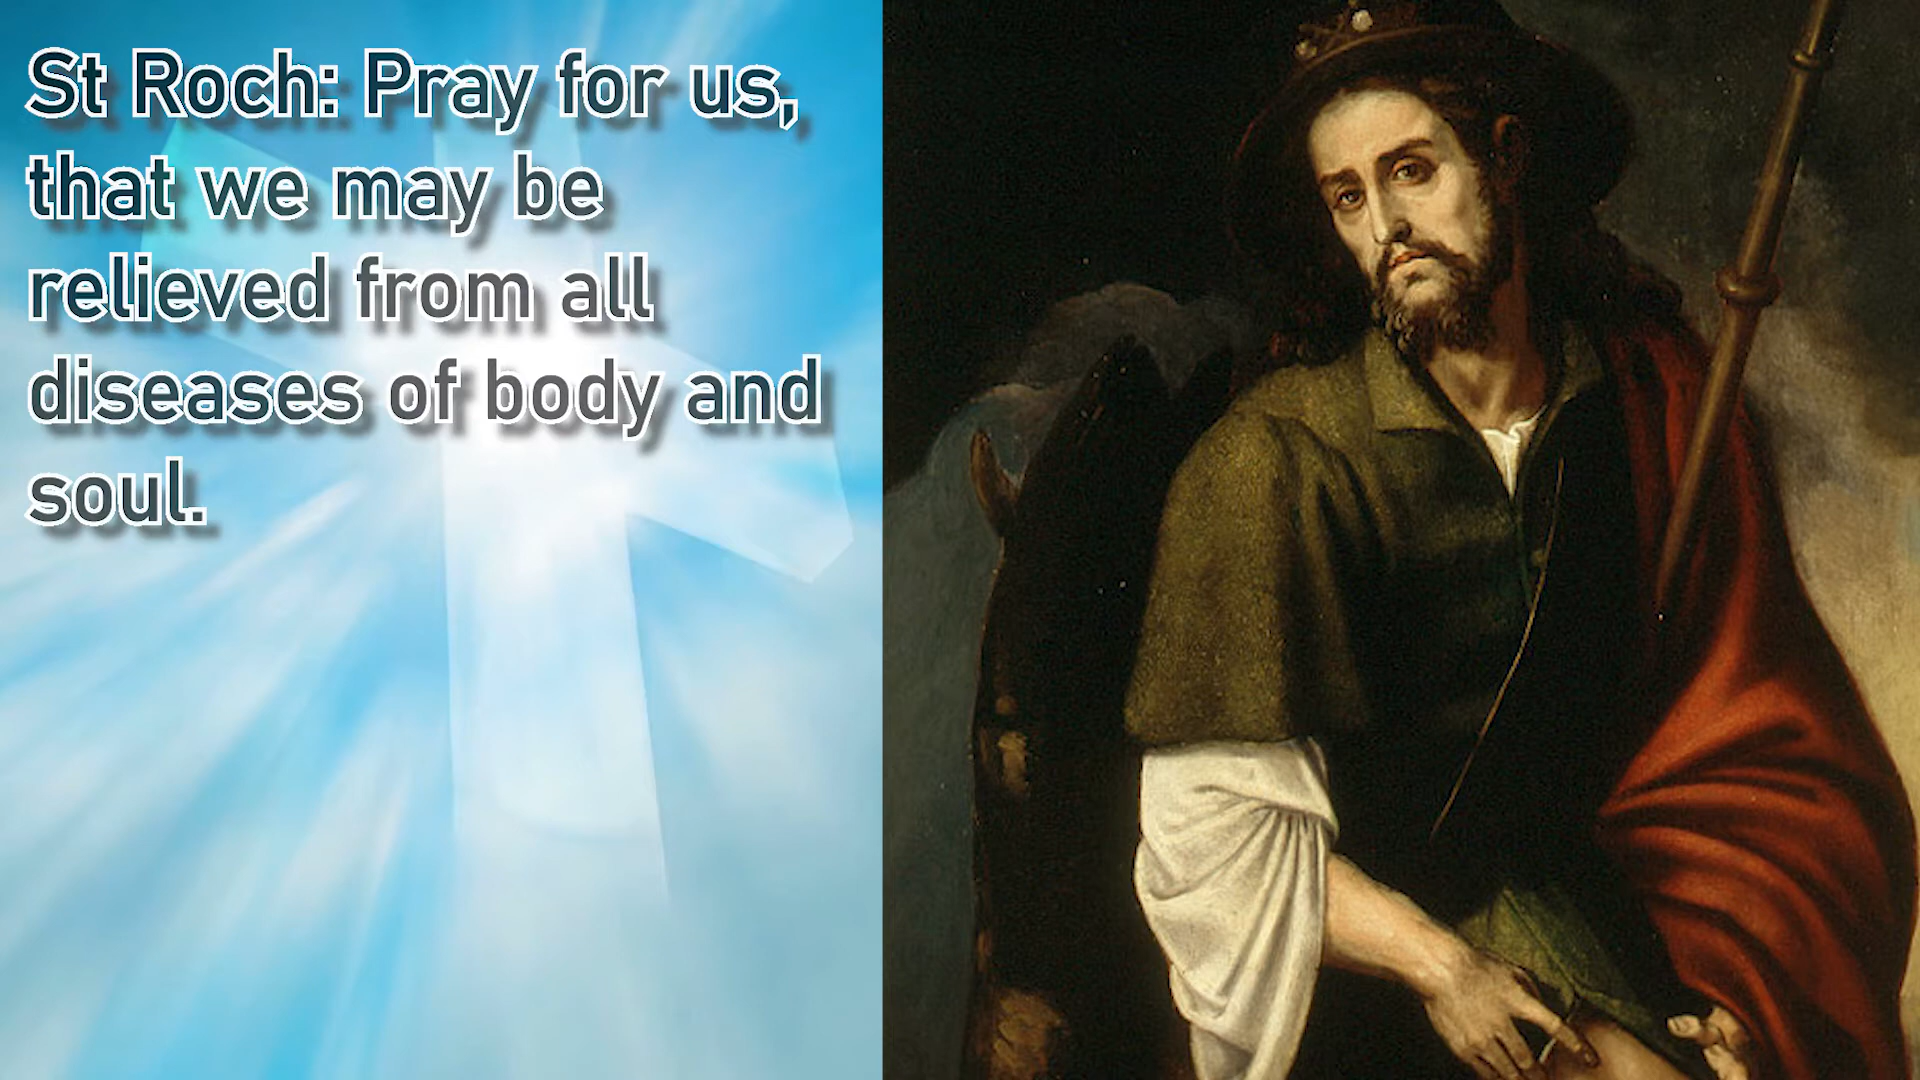 St Roch: Pray for us,
that we may be
relieved from all
diseases of body and
soul.